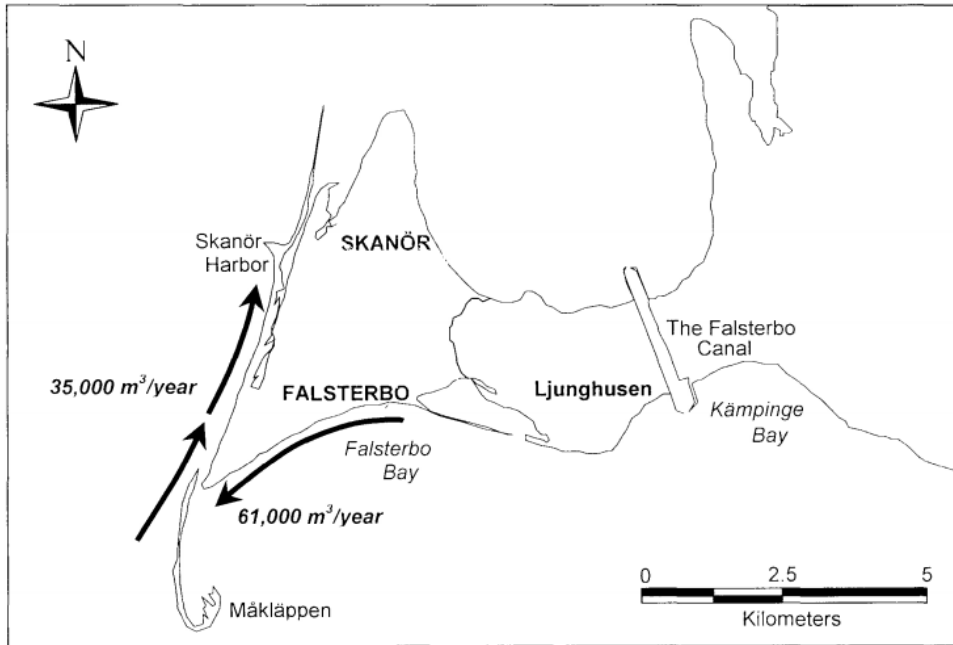 N
Skanör
Harbor
SKANÖR
The Falsterbo
Canal
35,000 m³/year
FALSTERBO
Ljunghusen
Kämpinge
Bay
Falsterbo
Bay
61,000 m³/year
0 2.5 5
Kilometers
Måkläppen